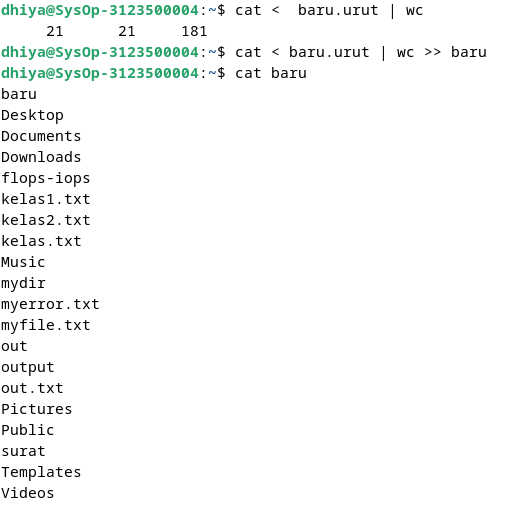 dhiya@SysOp-3123500004:~$ cat <  baru.urut | wc
     21      21     181
dhiya@SysOp-3123500004:~$ cat < baru.urut | wc >> baru
dhiya@SysOp-3123500004:~$ cat baru
baru
Desktop
Documents
Downloads
flops-iops
kelas1.txt
kelas2.txt
kelas.txt
Music
mydir
myerror.txt
myfile.txt
out
output
out.txt
Pictures
Public
surat
Templates
Videos